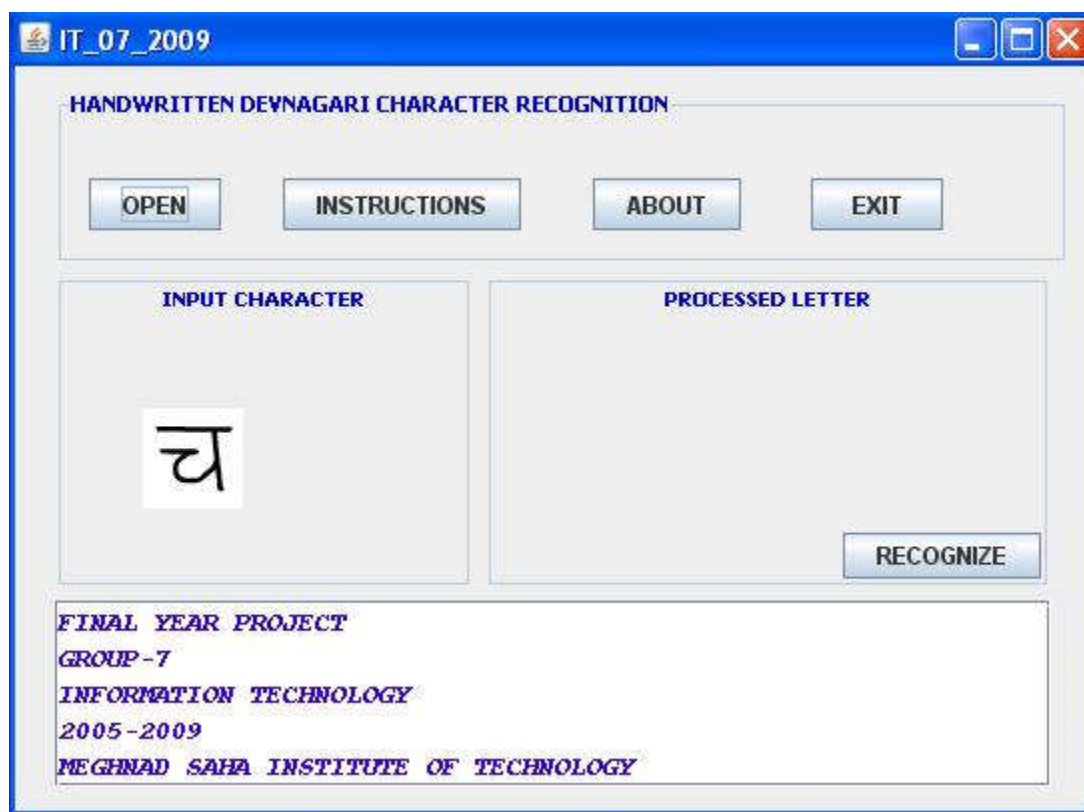 IT_07_2009
HANDWRITTEN DEVNAGARI CHARACTER RECOGNITION
OPEN INSTRUCTIONS ABOUT EXIT
INPUT CHARACTER
च
PROCESSED LETTER
RECOGNIZE
FINAL YEAR PROJECT
GROUP-7
INFORMATION TECHNOLOGY
2005-2009
MEGHNAD SAHA INSTITUTE OF TECHNOLOGY